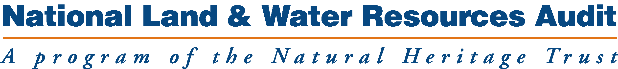 National Land & Water Resources Audit
A program of the Natural Heritage Trust